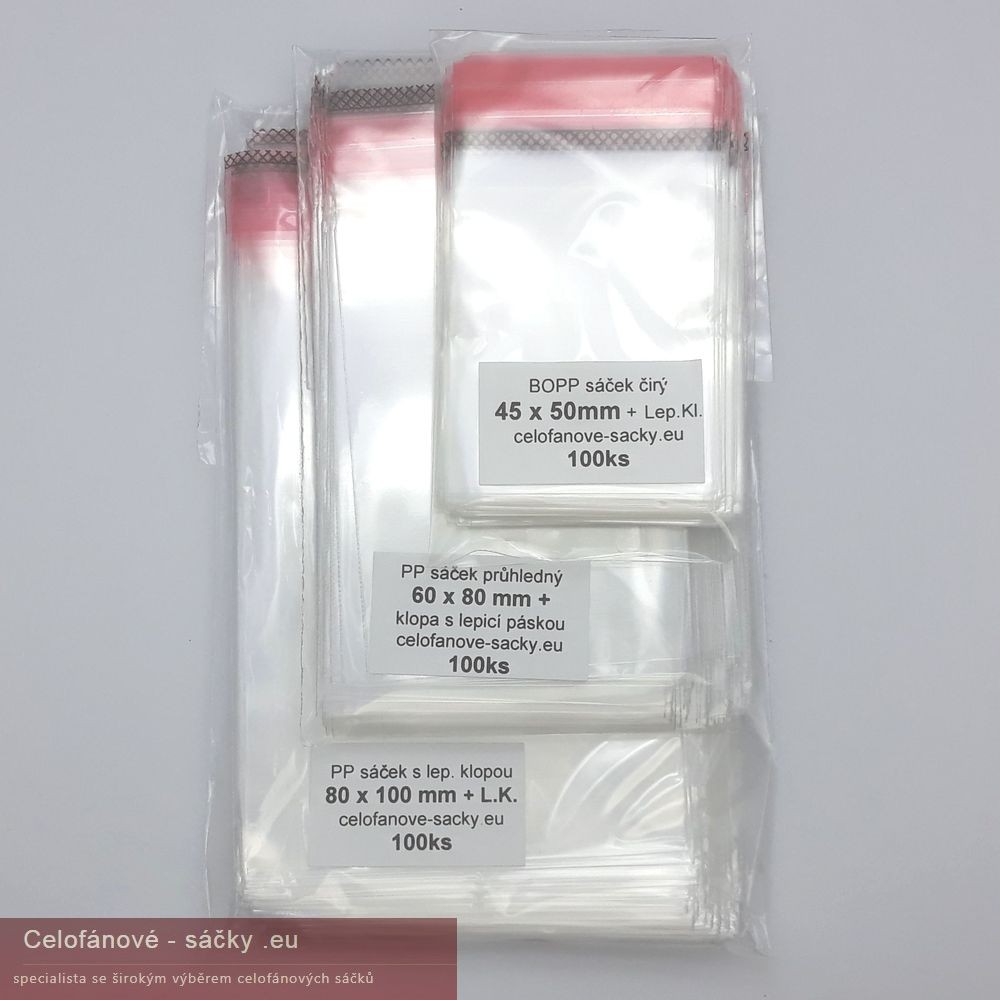 BOPP sáček čirý
45 x 50mm + Lep.Kl.
celofanove-sacky.eu
100ks
PP sáček průhledný
60 x 80 mm +
klopa s lepicí páskou
celofanove-sacky.eu
100ks
PP sáček s lep. klopou
80 x 100 mm + L.K.
celofanove-sacky.eu
100ks
Celofánové - sáčky .eu
specialista se širokým výběrem celofánových sáčků